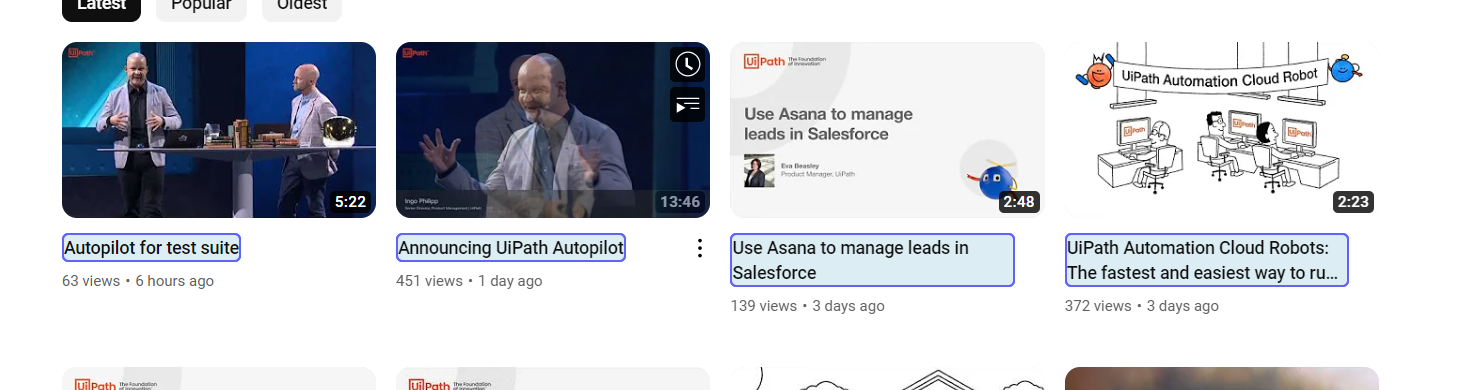 Latest
Popular
Oldest
UiPath
5:22
UiPath
Ingo Philipp
13:46
UiPath The Foundation of Innovation
Use Asana to manage
leads in Salesforce
Eva Beasley
Product Manager, UiPath
2:48
UiPath Automation Cloud Robot
UiPath
UiPath
UiPath
2:23
Autopilot for test suite
63 views • 6 hours ago
Announcing UiPath Autopilot
451 views • 1 day ago
Use Asana to manage leads in
Salesforce
139 views • 3 days ago
UiPath Automation Cloud Robots:
The fastest and easiest way to ru...
372 views • 3 days ago
UiPath The Foundation of Innovation
UiPath The Foundation of Innovation